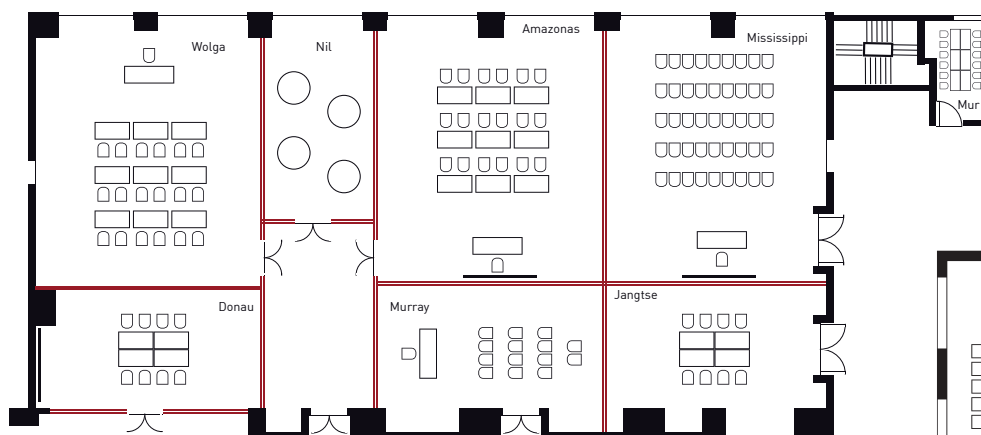 Wolga
Nil
Amazonas
Mississippi
Mur
Donau
Murray
Jangtse